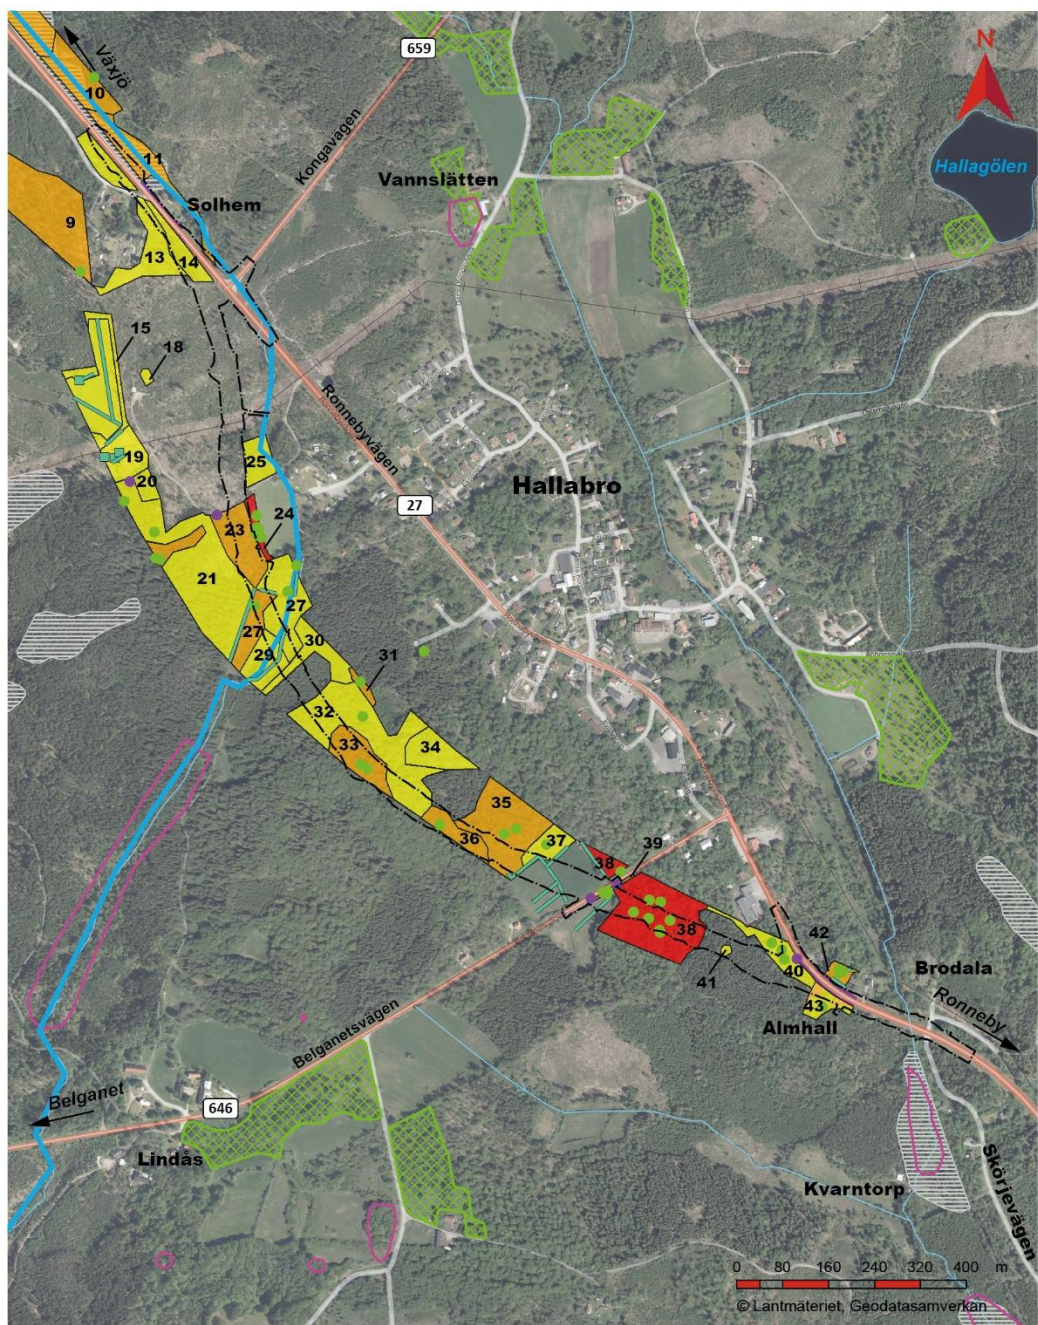 659
N
Växjö
10
Kongavägen
Hallagölen
11
Vannslätten
9
Solhem
13
14
15
18
Ronnebyvägen
19
25
20
Hallabro
27
23
24
21
27
27
30
29
31
32
34
33
35
36
37
39
38
38
42
40
41
Brodala
43
Ronneby
Almhall
Belganetsvägen
Belganet
646
Lindås
Skörjevägen
Kvarntorp
0 80 160 240 320 400 m
© Lantmäteriet, Geodatasamverkan